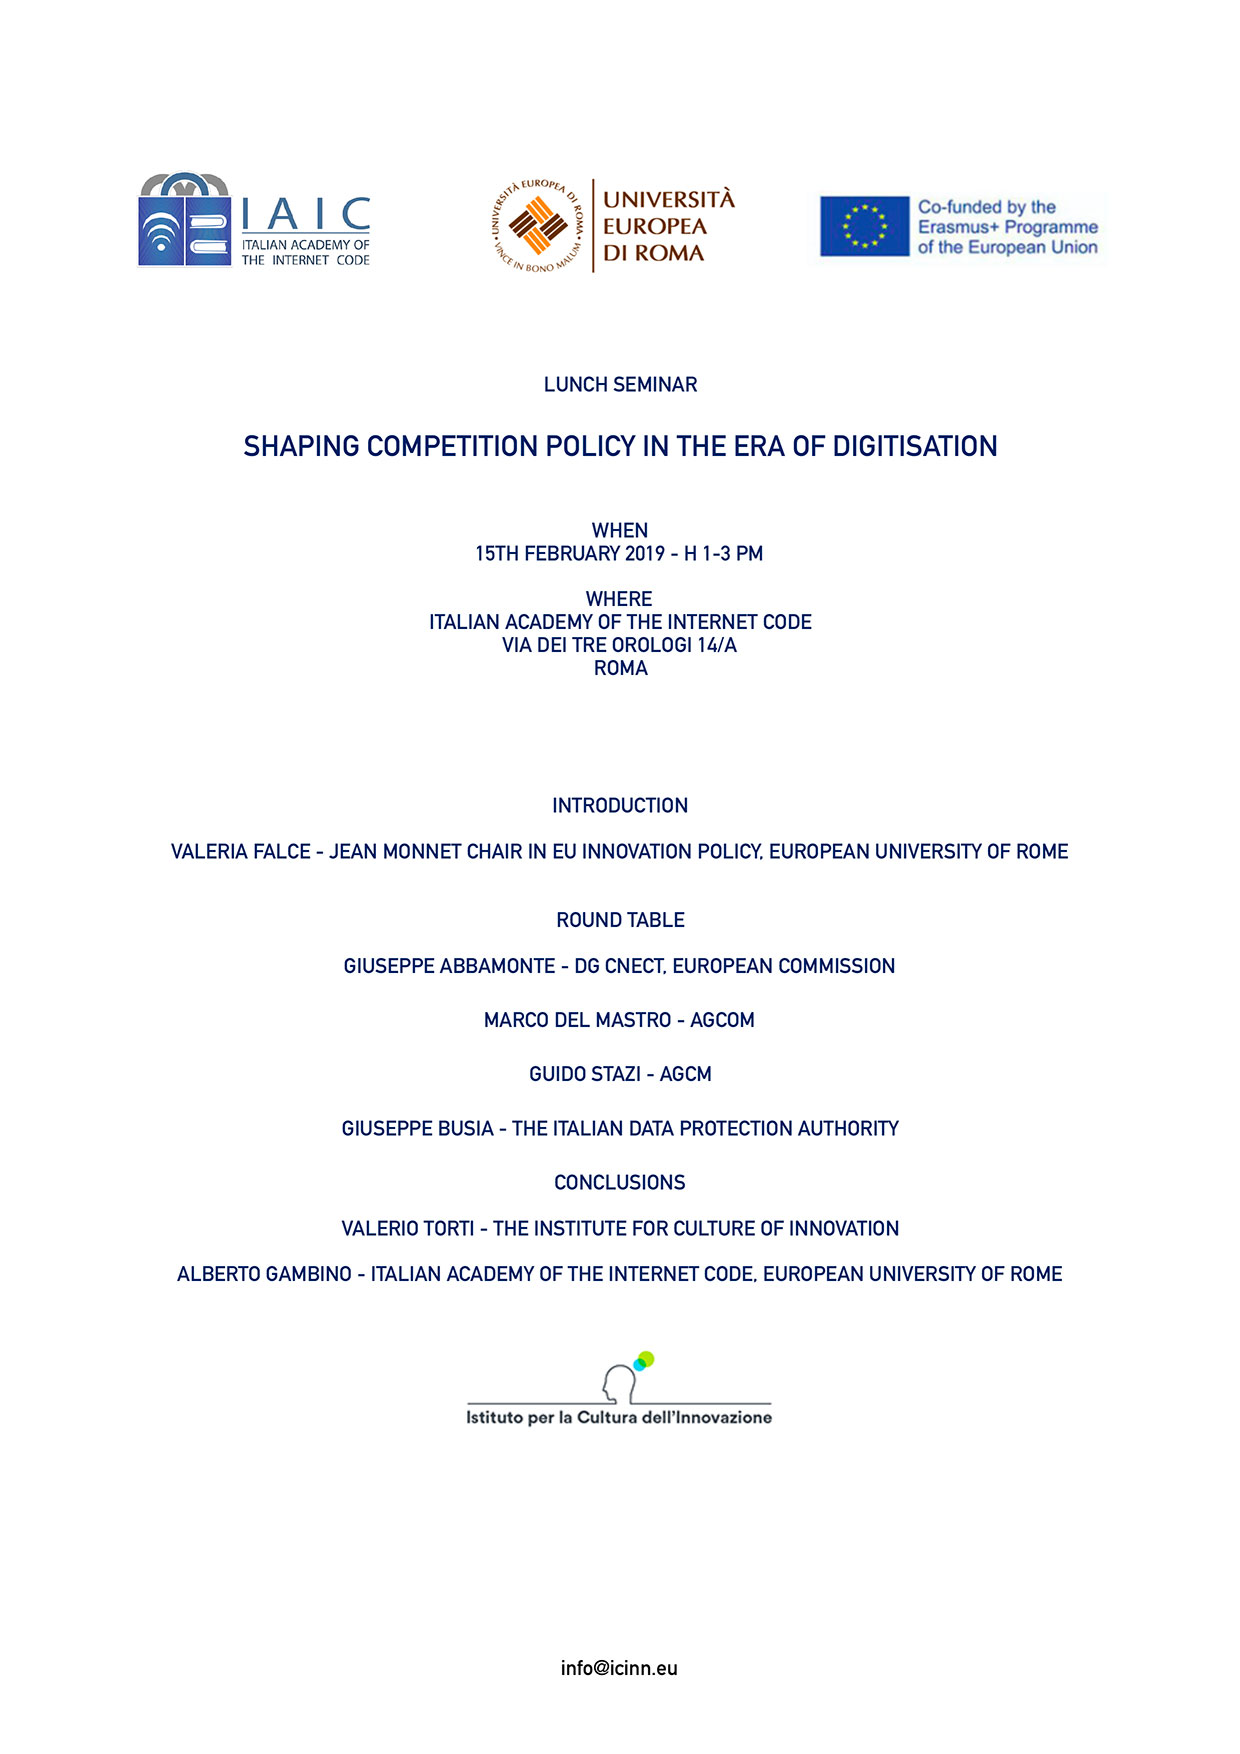 IAIC
ITALIAN ACADEMY OF
THE INTERNET CODE
• UNIVERSITÀ EUROPEA DI ROMA •
VINCE IN BONO MALUM
UNIVERSITÀ
EUROPEA
DI ROMA
Co-funded by the
Erasmus+ Programme
of the European Union
LUNCH SEMINAR
SHAPING COMPETITION POLICY IN THE ERA OF DIGITISATION
WHEN
15TH FEBRUARY 2019 - H 1-3 PM
WHERE
ITALIAN ACADEMY OF THE INTERNET CODE
VIA DEI TRE OROLOGI 14/A
ROMA
INTRODUCTION
VALERIA FALCE - JEAN MONNET CHAIR IN EU INNOVATION POLICY, EUROPEAN UNIVERSITY OF ROME
ROUND TABLE
GIUSEPPE ABBAMONTE - DG CNECT, EUROPEAN COMMISSION
MARCO DEL MASTRO - AGCOM
GUIDO STAZI - AGCM
GIUSEPPE BUSIA - THE ITALIAN DATA PROTECTION AUTHORITY
CONCLUSIONS
VALERIO TORTI - THE INSTITUTE FOR CULTURE OF INNOVATION
ALBERTO GAMBINO - ITALIAN ACADEMY OF THE INTERNET CODE, EUROPEAN UNIVERSITY OF ROME
Istituto per la Cultura dell'Innovazione
info@icinn.eu